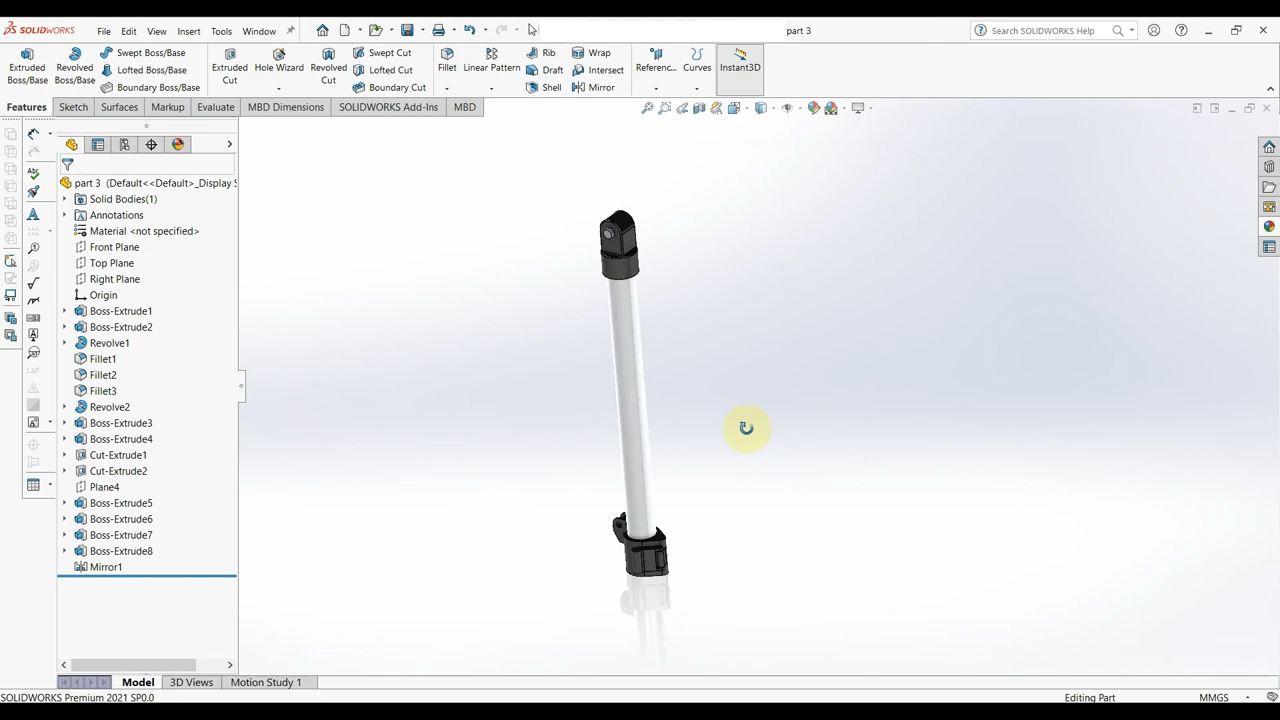 SOLIDWORKS File Edit View Insert Tools Window part 3 Search SOLIDWORKS Help
Extruded Boss/Base
Revolved Boss/Base
Swept Boss/Base
Lofted Boss/Base
Boundary Boss/Base
Extruded Cut
Hole Wizard
Revolved Cut
Swept Cut
Lofted Cut
Boundary Cut
Fillet
Linear Pattern
Rib
Draft
Shell
Wrap
Intersect
Mirror
Referenc...
Curves
Instant3D
Features Sketch Surfaces Markup Evaluate MBD Dimensions SOLIDWORKS Add-Ins MBD
part 3 (Default<<Default>_Display S
Solid Bodies(1)
Annotations
Material <not specified>
Front Plane
Top Plane
Right Plane
Origin
Boss-Extrude1
Boss-Extrude2
Revolve1
Fillet1
Fillet2
Fillet3
Revolve2
Boss-Extrude3
Boss-Extrude4
Cut-Extrude1
Cut-Extrude2
Plane4
Boss-Extrude5
Boss-Extrude6
Boss-Extrude7
Boss-Extrude8
Mirror1
Model 3D Views Motion Study 1
SOLIDWORKS Premium 2021 SP0.0 Editing Part MMGS